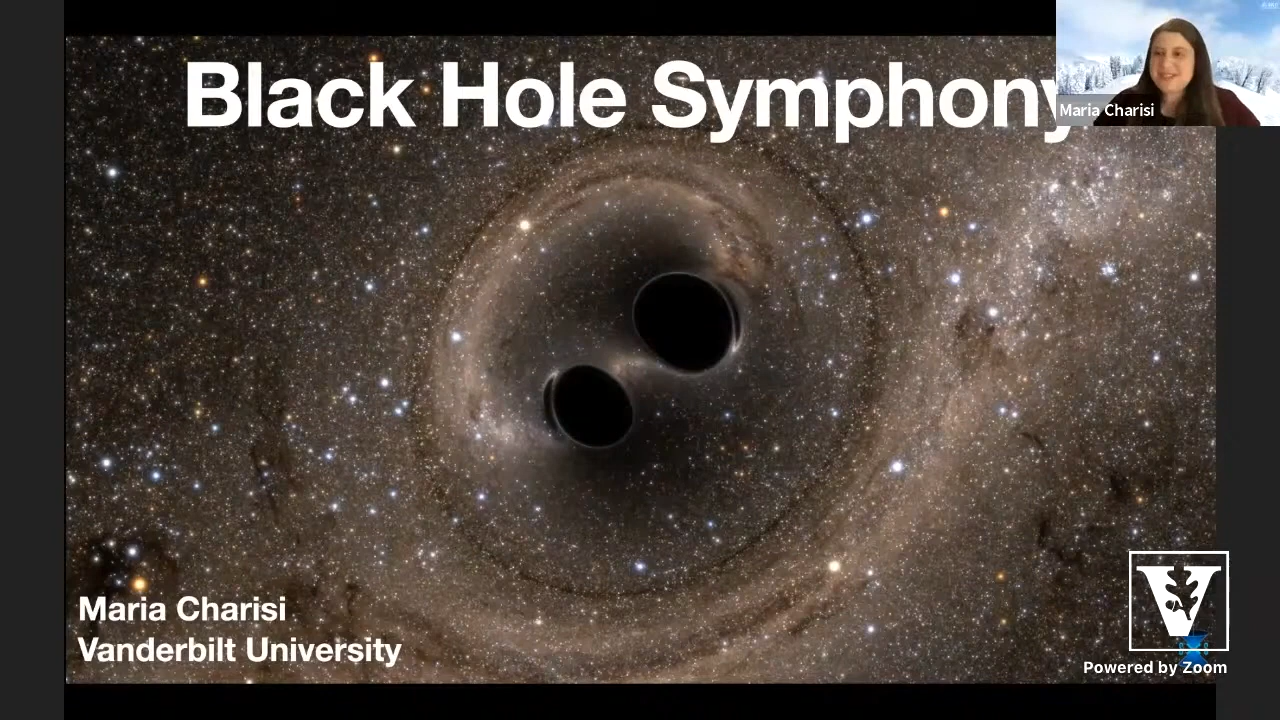 Black Hole Symphony
Maria Charisi
Maria Charisi
Vanderbilt University
V
Powered by Zoom